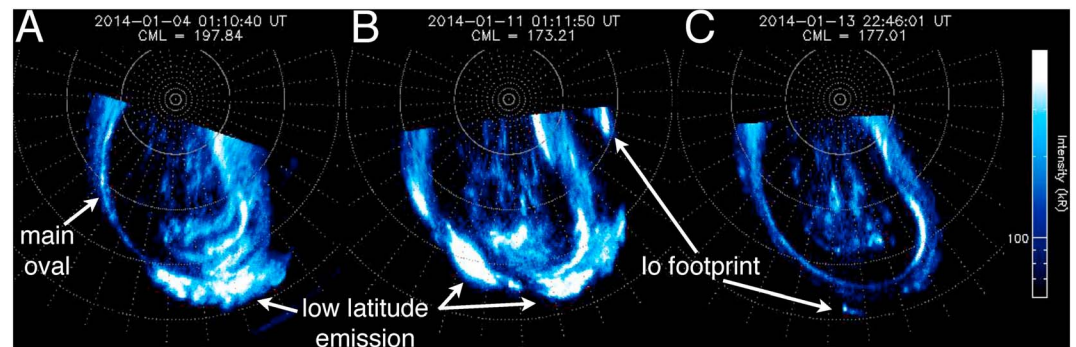 A
2014-01-04 01:10:40 UT
CML = 197.84
B
2014-01-11 01:11:50 UT
CML = 173.21
C
2014-01-13 22:46:01 UT
CML = 177.01
main
oval
low latitude
emission
Io footprint
Intensity (kR)
100